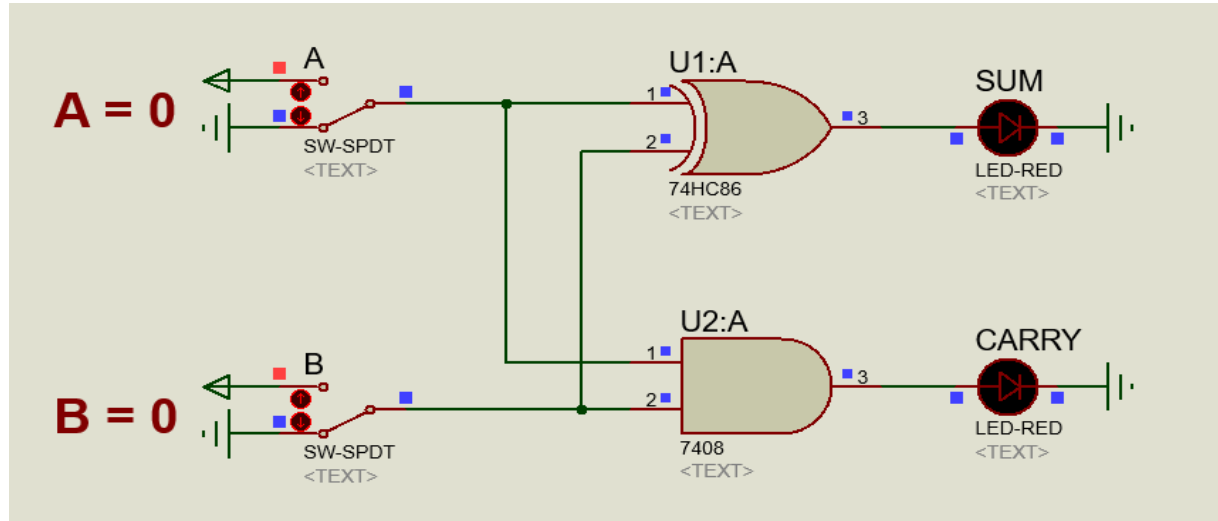 A = 0
A
SW-SPDT
<TEXT>
U1:A
1
2
3
74HC86
<TEXT>
SUM
LED-RED
<TEXT>
B = 0
B
SW-SPDT
<TEXT>
U2:A
1
2
3
7408
<TEXT>
CARRY
LED-RED
<TEXT>